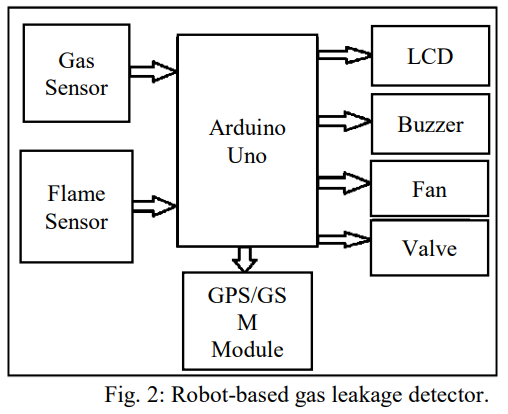 Gas
Sensor
Flame
Sensor
Arduino
Uno
LCD
Buzzer
Fan
Valve
GPS/GS
M
Module
Fig. 2: Robot-based gas leakage detector.